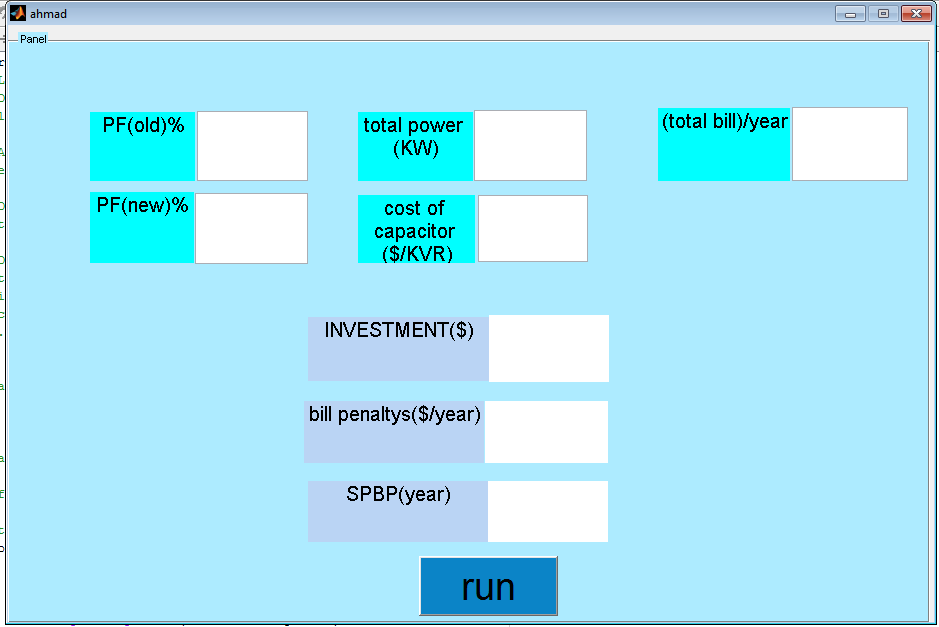 ahmad
Panel
PF(old)%
total power
(KW)
(total bill)/year
PF(new)%
cost of
capacitor
($/KVR)
INVESTMENT($)
bill penaltys($/year)
SPBP(year)
run